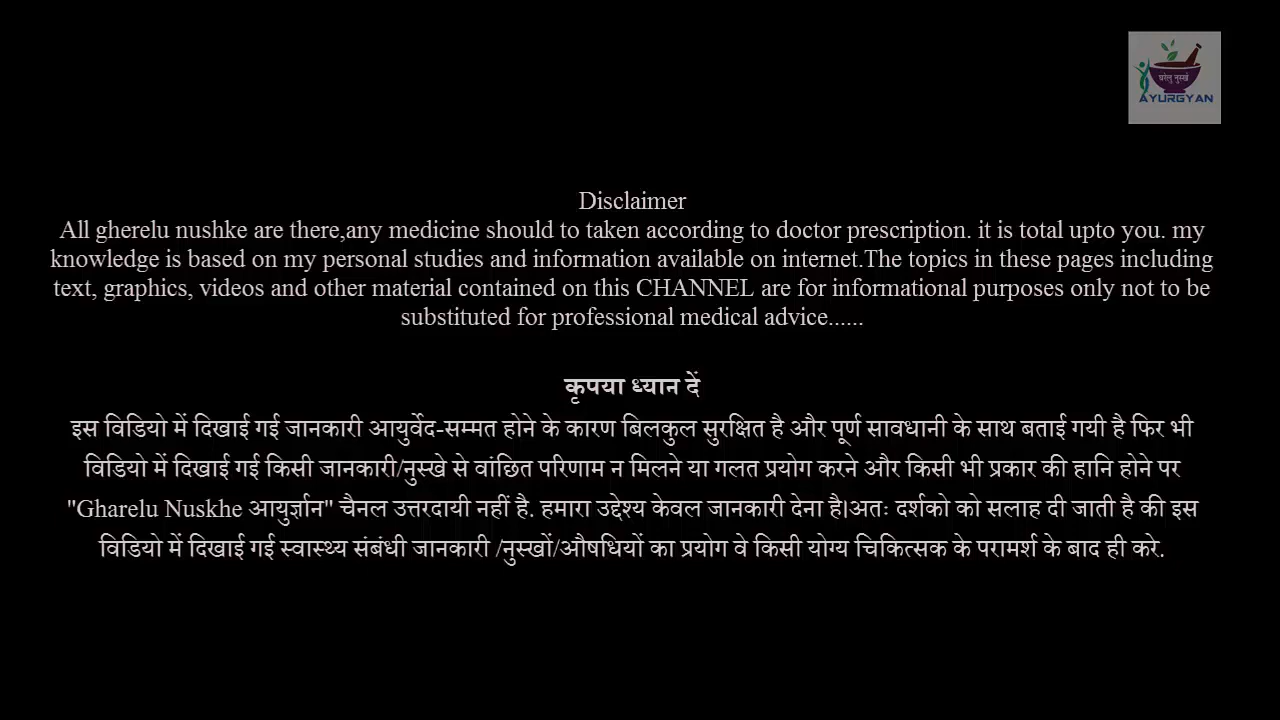 घरेलु नुस्खे
AYURGYAN
Disclaimer
All gherelu nushke are there,any medicine should to taken according to doctor prescription. it is total upto you. my
knowledge is based on my personal studies and information available on internet.The topics in these pages including
text, graphics, videos and other material contained on this CHANNEL are for informational purposes only not to be
substituted for professional medical advice......
कृपया ध्यान दें
इस विडियो में दिखाई गई जानकारी आयुर्वेद-सम्मत होने के कारण बिलकुल सुरक्षित है और पूर्ण सावधानी के साथ बताई गयी है फिर भी
विडियो में दिखाई गई किसी जानकारी/नुस्खे से वांछित परिणाम न मिलने या गलत प्रयोग करने और किसी भी प्रकार की हानि होने पर
"Gharelu Nuskhe आयुर्ज्ञान" चैनल उत्तरदायी नहीं है. हमारा उद्देश्य केवल जानकारी देना है।अतः दर्शको को सलाह दी जाती है की इस
विडियो में दिखाई गई स्वास्थ्य संबंधी जानकारी /नुस्खों/औषधियों का प्रयोग वे किसी योग्य चिकित्सक के परामर्श के बाद ही करे.